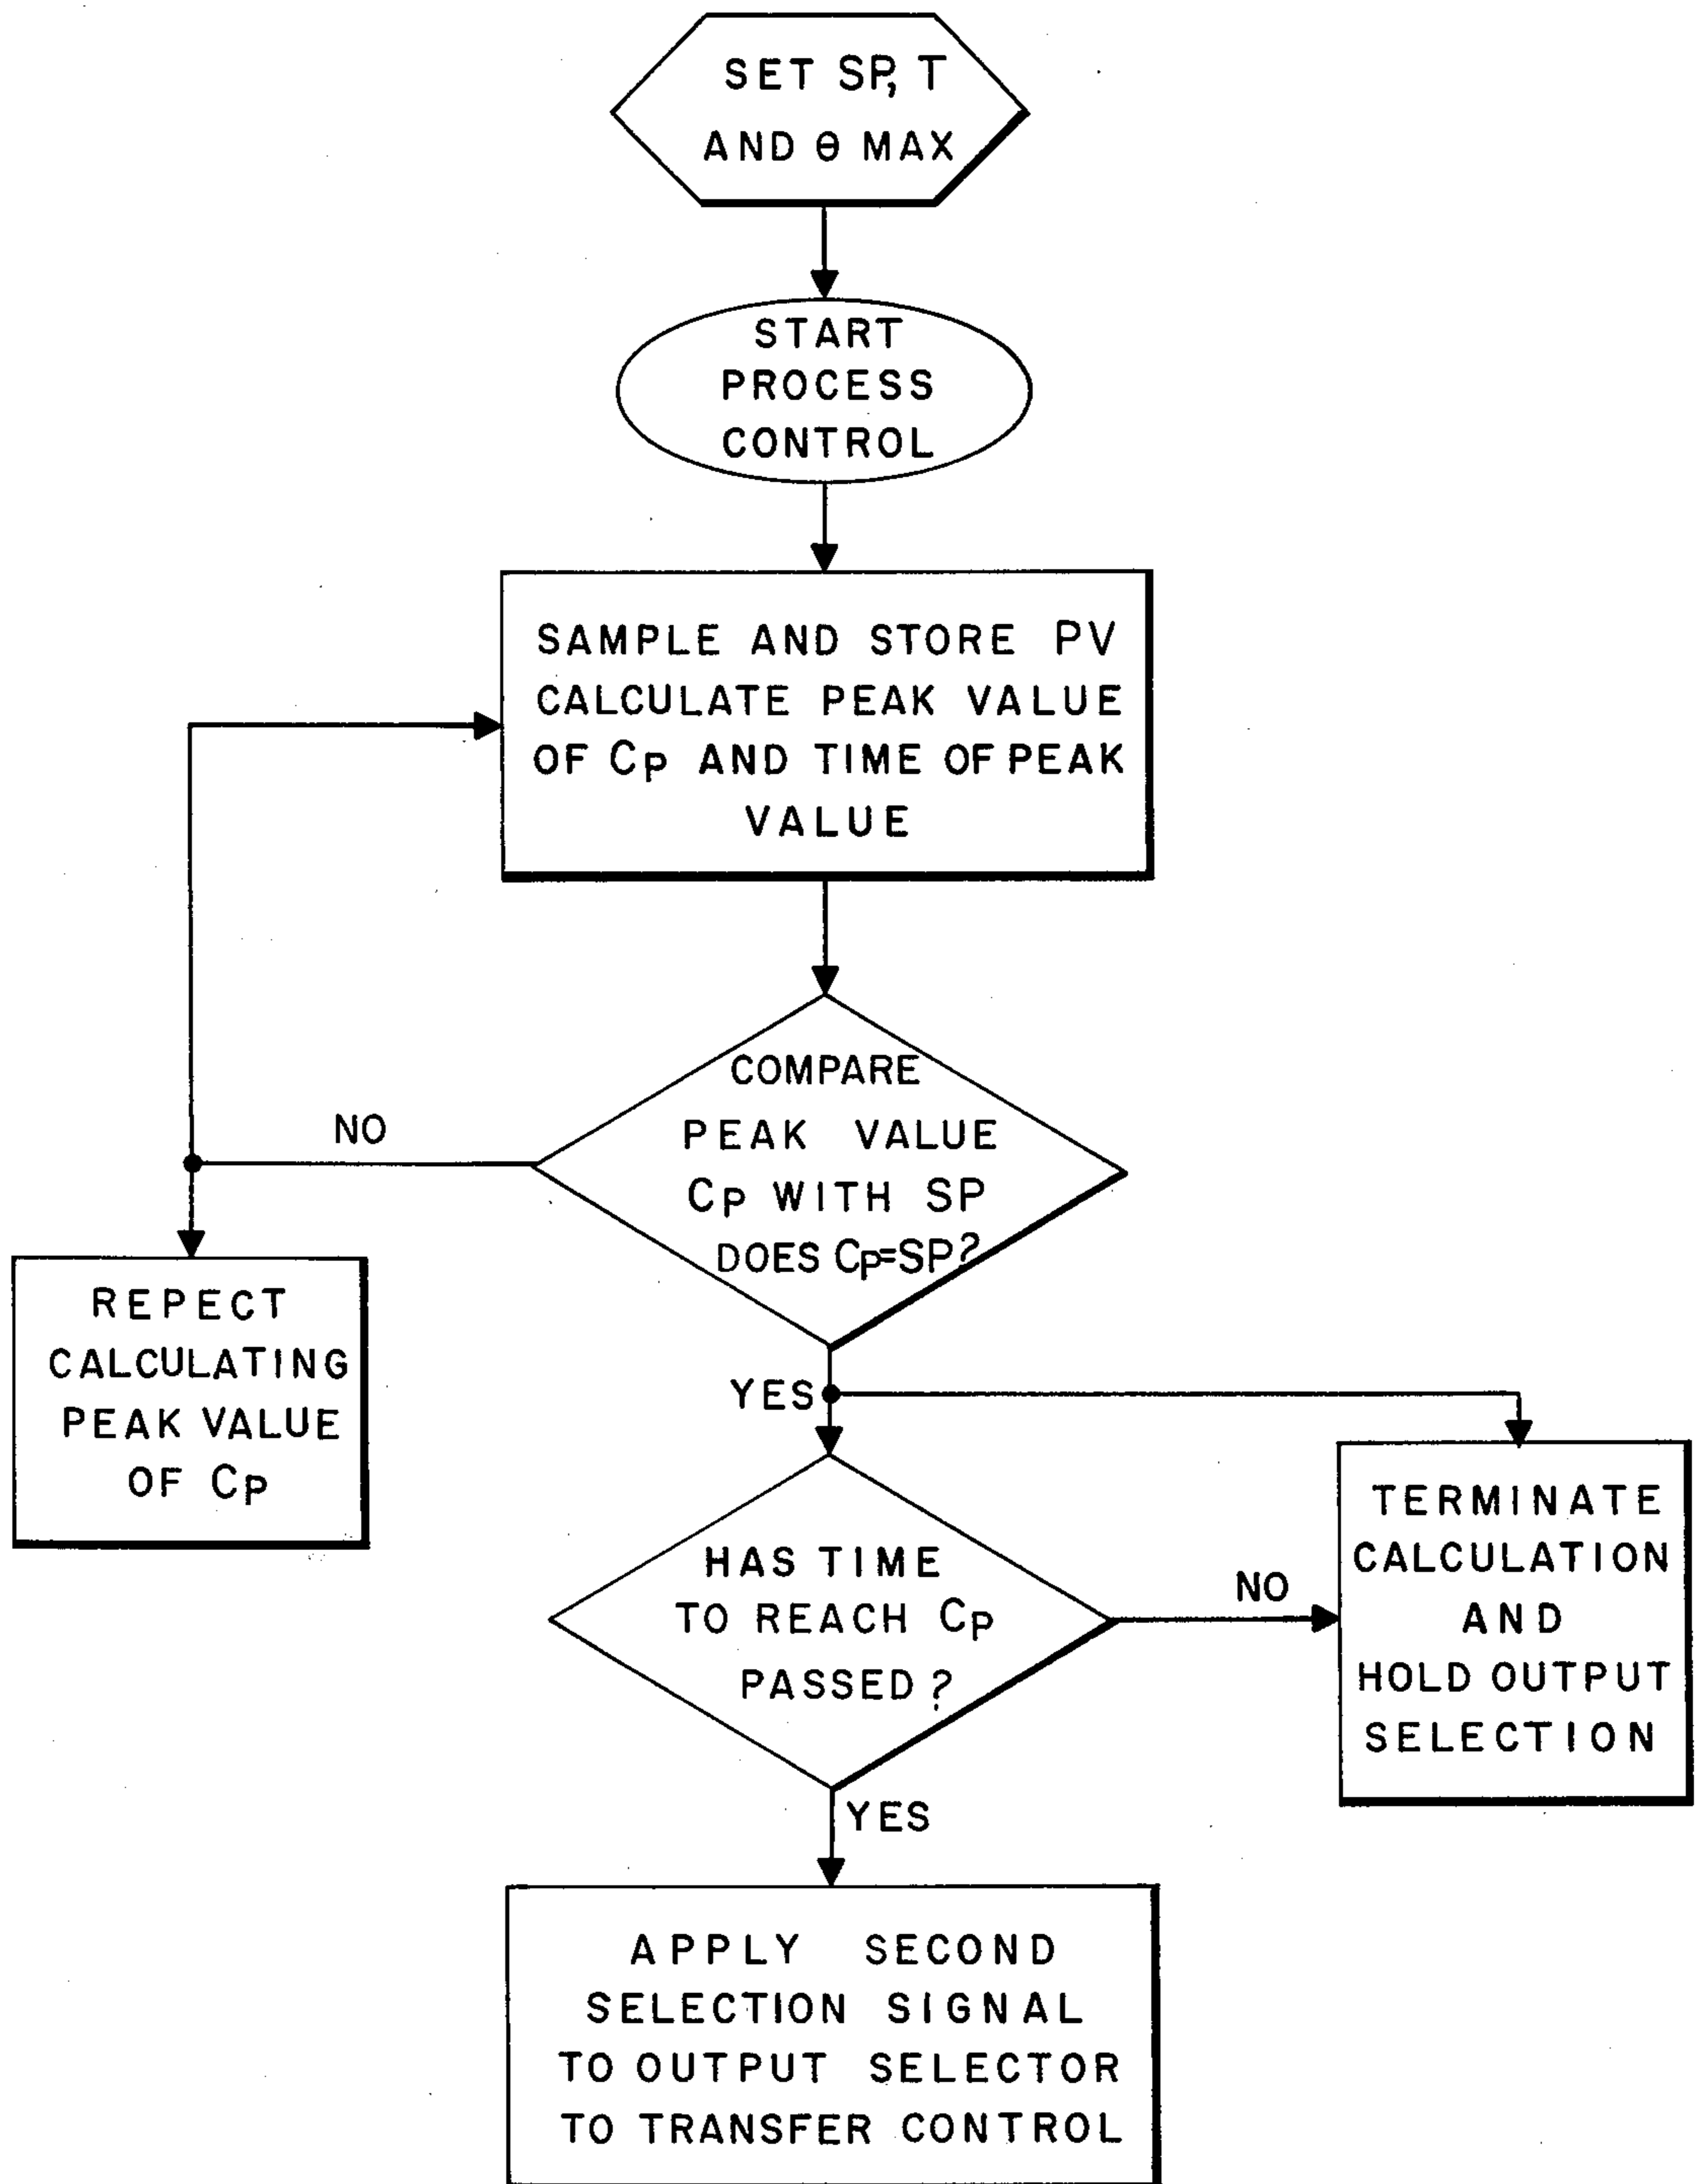 SET SP, T
AND θ MAX
START
PROCESS
CONTROL
SAMPLE AND STORE PV
CALCULATE PEAK VALUE
OF Cp AND TIME OF PEAK
VALUE
COMPARE
PEAK VALUE
Cp WITH SP
DOES Cp=SP?
NO
REPECT
CALCULATING
PEAK VALUE
OF Cp
YES
HAS TIME
TO REACH Cp
PASSED?
NO
TERMINATE
CALCULATION
AND
HOLD OUTPUT
SELECTION
YES
APPLY SECOND
SELECTION SIGNAL
TO OUTPUT SELECTOR
TO TRANSFER CONTROL